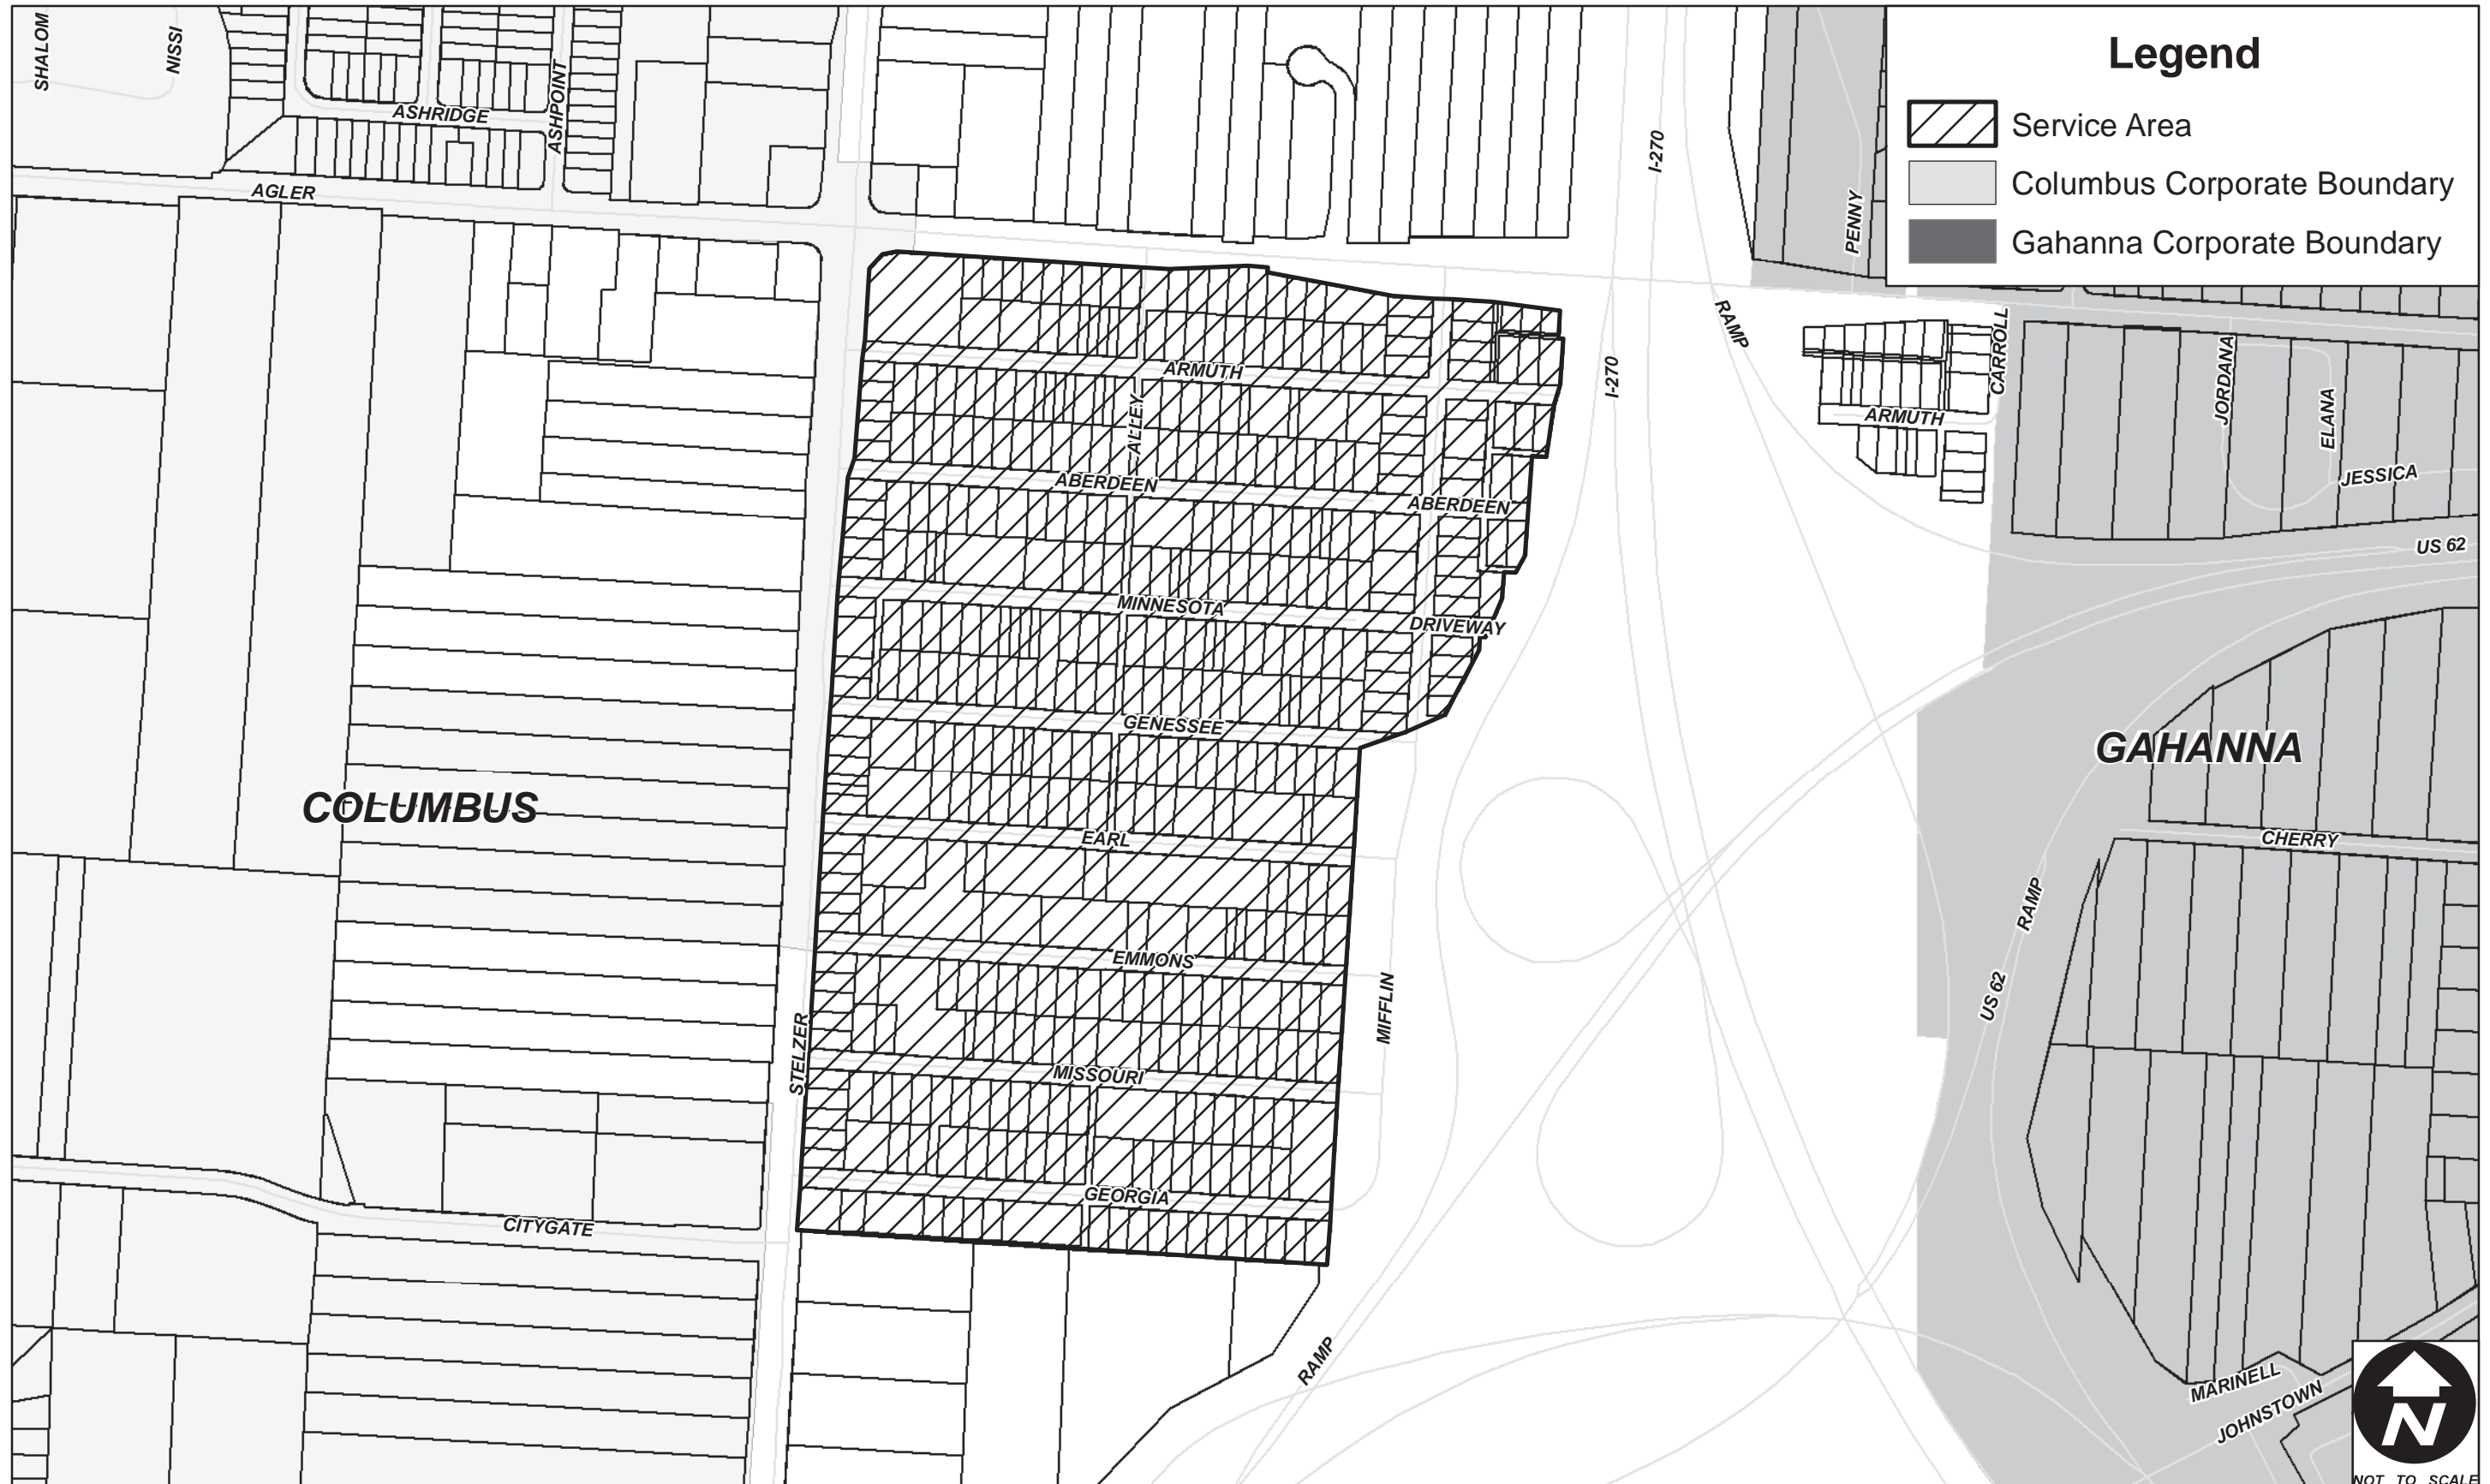 Legend
Service Area
Columbus Corporate Boundary
Gahanna Corporate Boundary
SHALOM
NISSI
ASHRIDGE
ASHPOINT
AGLER
I-270
PENNY
RAMP
I-270
CARROLL
ARMUTH
JORDANA
ELANA
JESSICA
US 62
ARMUTH
ALLEY
ABERDEEN
ABERDEEN
MINNESOTA
DRIVEWAY
GENESSEE
GAHANNA
COLUMBUS
EARL
CHERRY
RAMP
EMMONS
MIFFLIN
US 62
STELZER
MISSOURI
GEORGIA
CITYGATE
RAMP
MARINELL
JOHNSTOWN
N
NOT TO SCALE